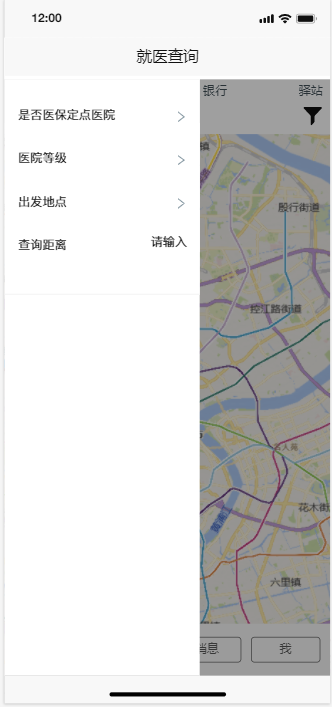 12:00
就医查询
银行 驿站
是否医保定点医院
医院等级
出发地点
查询距离 请输入
镇
殷行街道
控江路街道
花木街
六里镇
消息 我